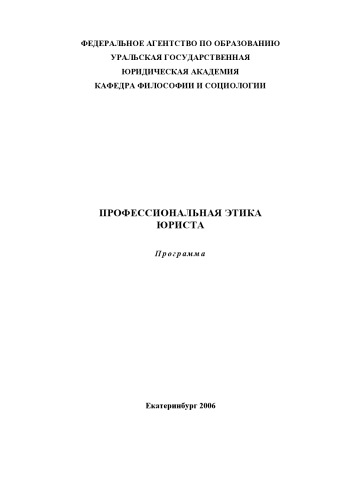 ФЕДЕРАЛЬНОЕ АГЕНТСТВО ПО ОБРАЗОВАНИЮ
УРАЛЬСКАЯ ГОСУДАРСТВЕННАЯ
ЮРИДИЧЕСКАЯ АКАДЕМИЯ
КАФЕДРА ФИЛОСОФИИ И СОЦИОЛОГИИ
ПРОФЕССИОНАЛЬНАЯ ЭТИКА
ЮРИСТА
Программа
Екатеринбург 2006